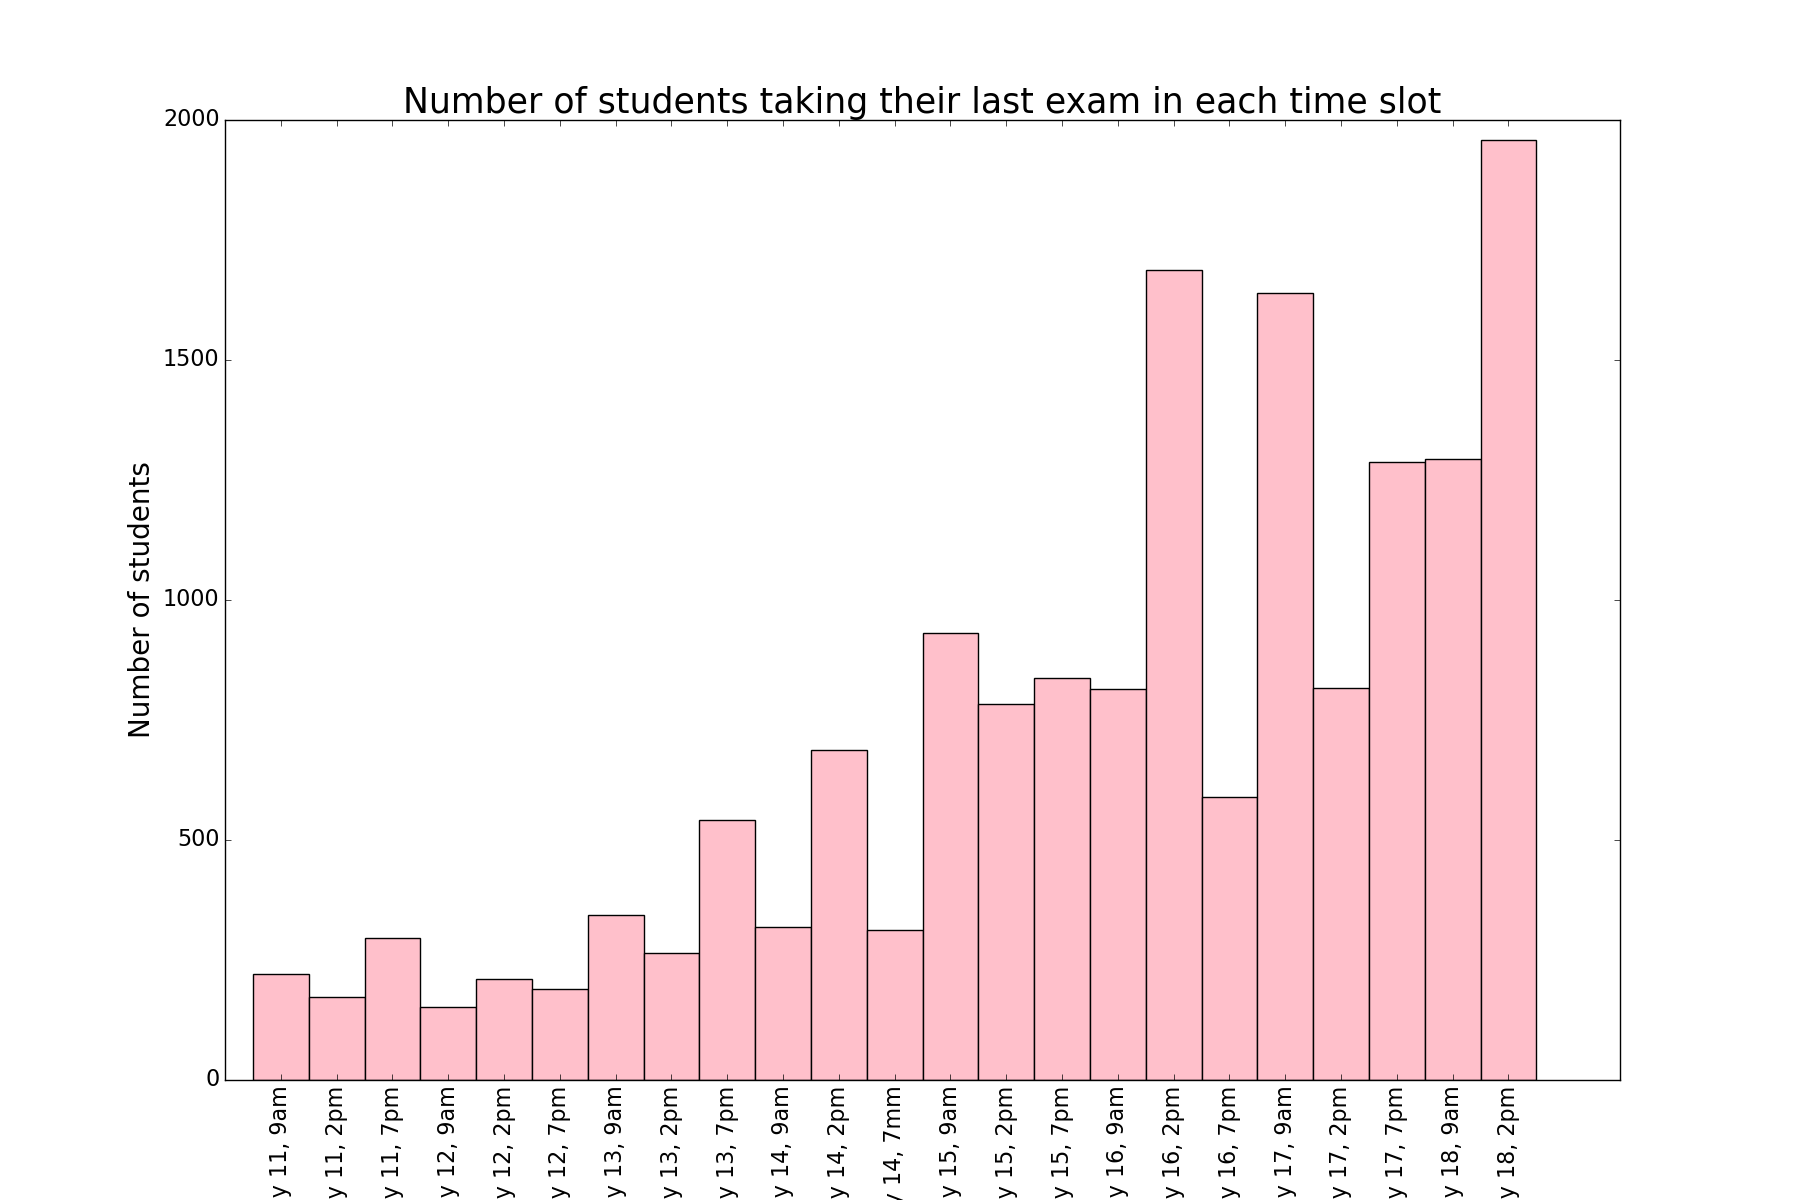 Number of students taking their last exam in each time slot
2000
1500
1000
500
0
Number of students
y 11, 9am
y 11, 2pm
y 11, 7pm
y 12, 9am
y 12, 2pm
y 12, 7pm
y 13, 9am
y 13, 2pm
y 13, 7pm
y 14, 9am
y 14, 2pm
y 14, 7mm
y 15, 9am
y 15, 2pm
y 15, 7pm
y 16, 9am
y 16, 2pm
y 16, 7pm
y 17, 9am
y 17, 2pm
y 17, 7pm
y 18, 9am
y 18, 2pm